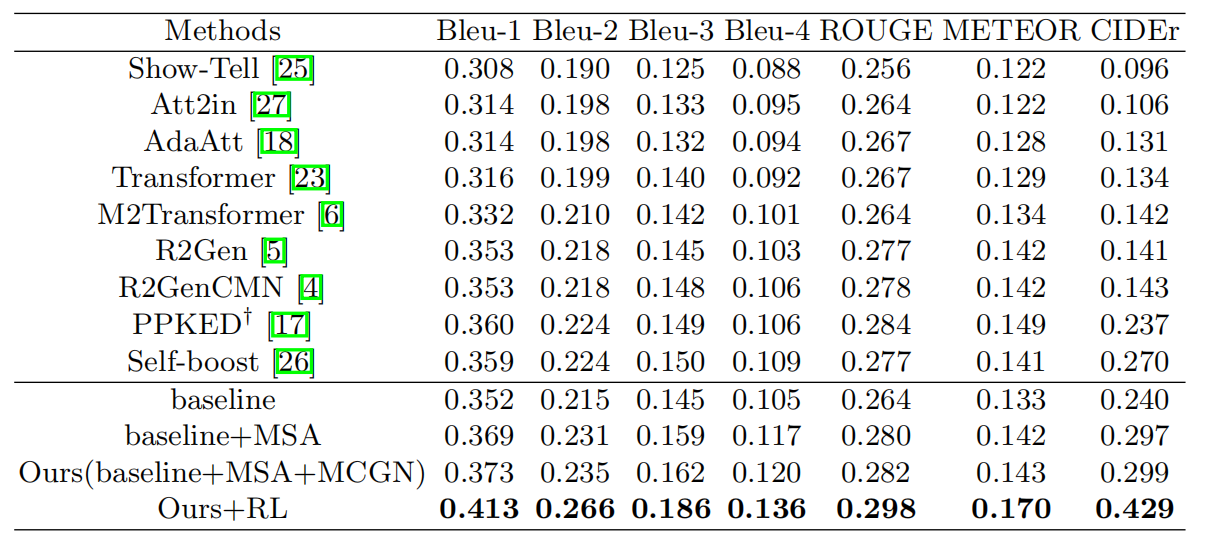 Methods Bleu-1 Bleu-2 Bleu-3 Bleu-4 ROUGE METEOR CIDEr
Show-Tell [25] 0.308 0.190 0.125 0.088 0.256 0.122 0.096
Att2in [27] 0.314 0.198 0.133 0.095 0.264 0.122 0.106
AdaAtt [18] 0.314 0.198 0.132 0.094 0.267 0.128 0.131
Transformer [23] 0.316 0.199 0.140 0.092 0.267 0.129 0.134
M2Transformer [6] 0.332 0.210 0.142 0.101 0.264 0.134 0.142
R2Gen [5] 0.353 0.218 0.145 0.103 0.277 0.142 0.141
R2GenCMN [4] 0.353 0.218 0.148 0.106 0.278 0.142 0.143
PPKED† [17] 0.360 0.224 0.149 0.106 0.284 0.149 0.237
Self-boost [26] 0.359 0.224 0.150 0.109 0.277 0.141 0.270
baseline 0.352 0.215 0.145 0.105 0.264 0.133 0.240
baseline+MSA 0.369 0.231 0.159 0.117 0.280 0.142 0.297
Ours(baseline+MSA+MCGN) 0.373 0.235 0.162 0.120 0.282 0.143 0.299
Ours+RL 0.413 0.266 0.186 0.136 0.298 0.170 0.429